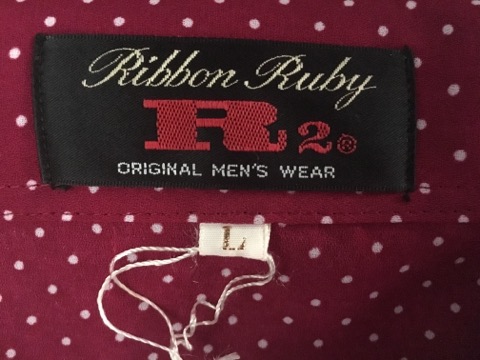 Ribbon Ruby
R2®
ORIGINAL MEN'S WEAR
L